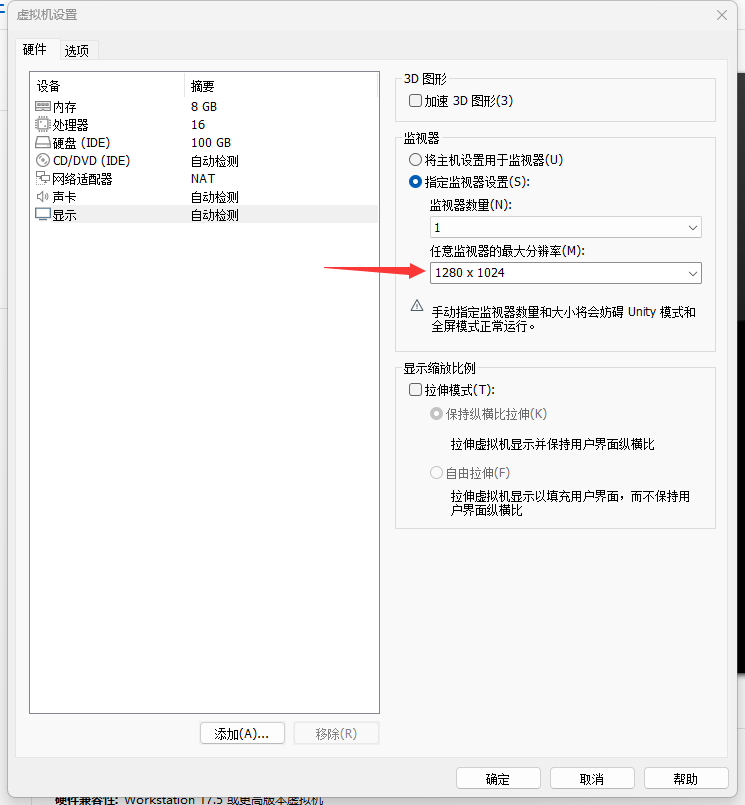 虚拟机设置
硬件 选项
设备 摘要
内存 8 GB
处理器 16
硬盘 (IDE) 100 GB
CD/DVD (IDE) 自动检测
网络适配器 NAT
声卡 自动检测
显示 自动检测
添加(A)... 移除(R)
3D 图形
加速 3D 图形(3)
监视器
将主机设置用于监视器(U)
指定监视器设置(S):
监视器数量(N):
1
任意监视器的最大分辨率(M):
1280 x 1024
手动指定监视器数量和大小将会妨碍 Unity 模式和
全屏模式正常运行。
显示缩放比例
拉伸模式(T):
保持纵横比拉伸(K)
拉伸虚拟机显示并保持用户界面纵横比
自由拉伸(F)
拉伸虚拟机显示以填充用户界面，而不保持用
户界面纵横比
确定 取消 帮助
硬件兼容性: Workstation 17.5 或更高版本虚拟机